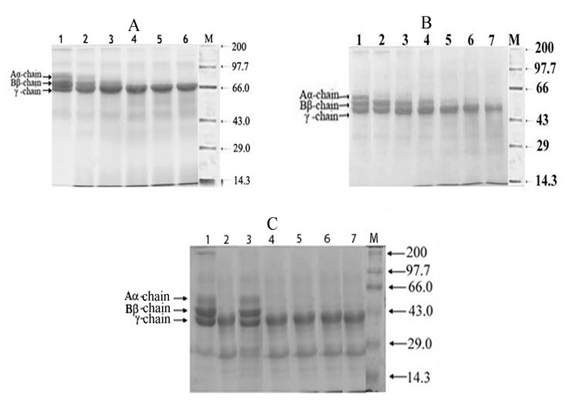 A
1 2 3 4 5 6 M
200
97.7
Aα-chain
Bβ-chain
γ-chain
66.0
43.0
29.0
14.3
B
1 2 3 4 5 6 7 M
200
97.7
66
Aα-chain
Bβ-chain
γ-chain
43
29
14.3
C
1 2 3 4 5 6 7 M
200
97.7
66.0
Aα-chain
Bβ-chain
γ-chain
43.0
29.0
14.3